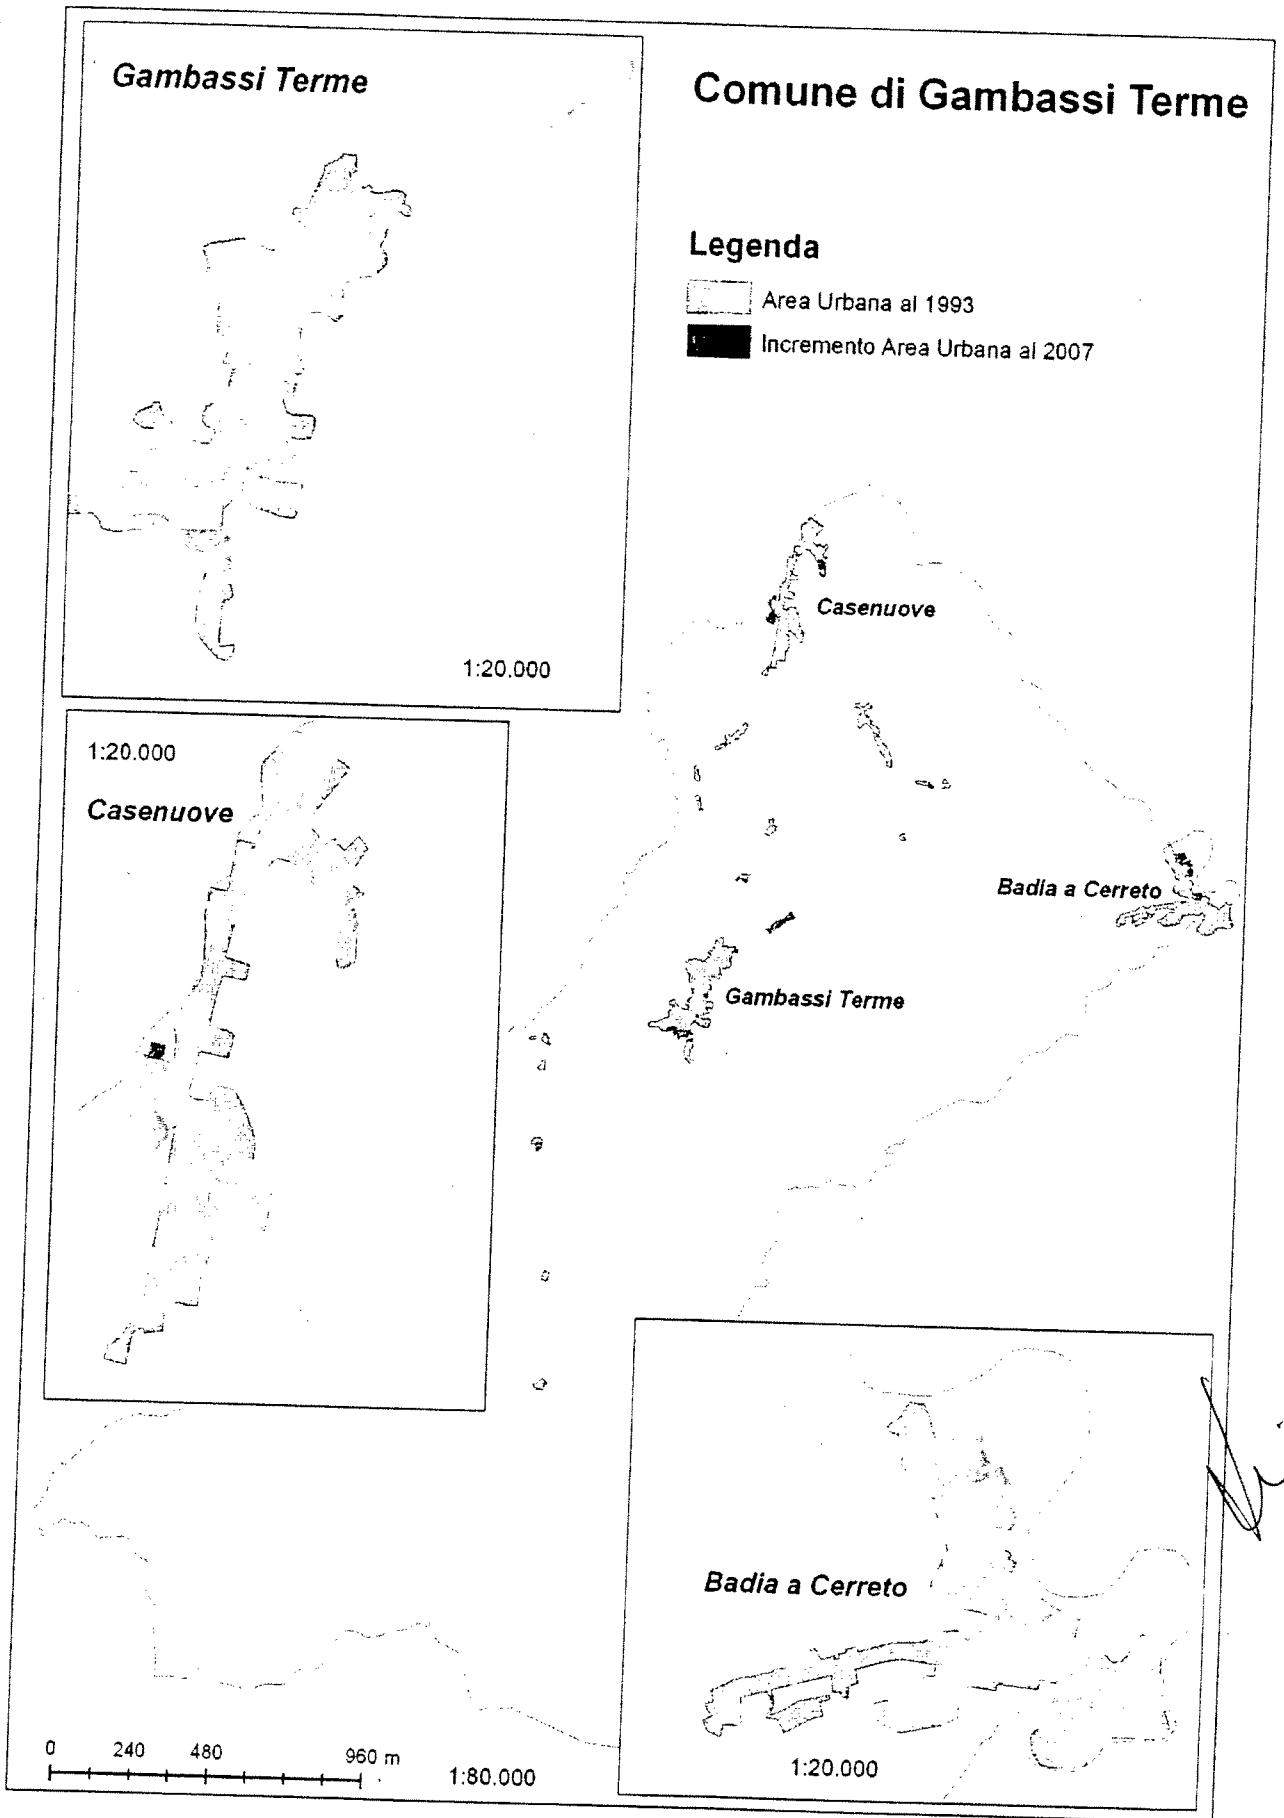 Gambassi Terme
1:20.000
Comune di Gambassi Terme
Legenda
Area Urbana al 1993
Incremento Area Urbana al 2007
1:20.000
Casenuove
Casenuove
Badia a Cerreto
Gambassi Terme
Badia a Cerreto
1:20.000
0 240 480 960 m
1:80.000